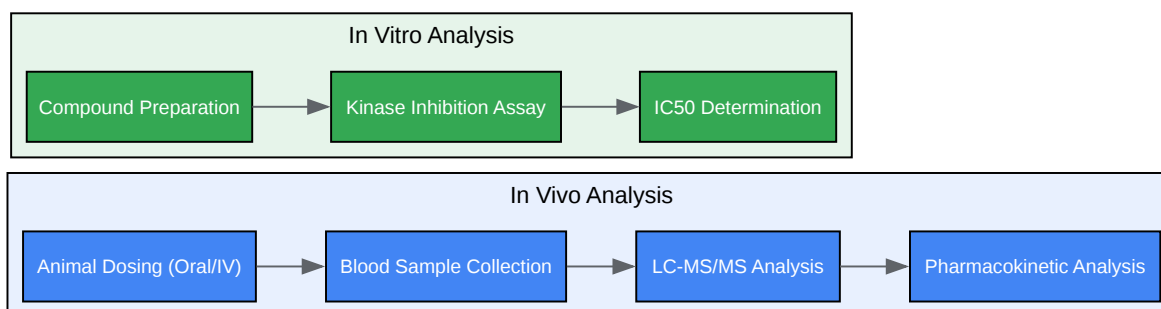 In Vitro Analysis
Compound Preparation
Kinase Inhibition Assay
IC50 Determination
In Vivo Analysis
Animal Dosing (Oral/IV)
Blood Sample Collection
LC-MS/MS Analysis
Pharmacokinetic Analysis